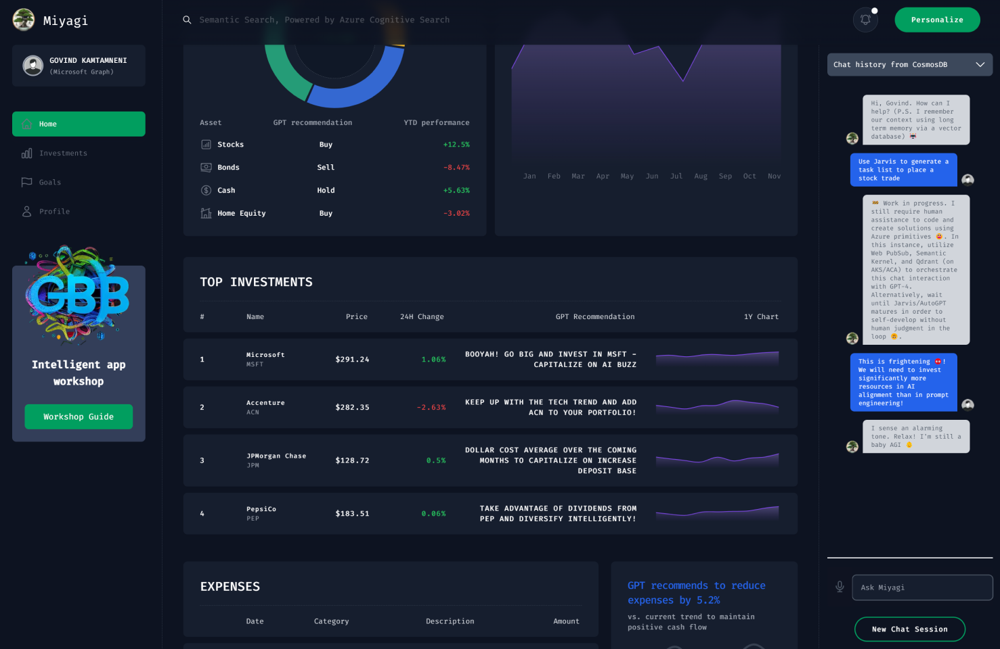 Miyagi
Semantic Search, Powered by Azure Cognitive Search
Personalize
GOVIND KAMTAMNENI
(Microsoft Graph)
Home
Investments
Goals
Profile
GBB
Intelligent app
workshop
Workshop Guide
Asset GPT recommendation YTD performance
Stocks Buy +12.5%
Bonds Sell -8.47%
Cash Hold +5.63%
Home Equity Buy -3.02%
Jan Feb Mar Apr May Jun Jul Aug Sep Oct Nov
TOP INVESTMENTS
# Name Price 24H Change GPT Recommendation 1Y Chart
1 Microsoft $291.24 1.06% BOOYAH! GO BIG AND INVEST IN MSFT -
MSFT CAPITALIZE ON AI BUZZ
2 Accenture $282.35 -2.63% KEEP UP WITH THE TECH TREND AND ADD
ACN ACN TO YOUR PORTFOLIO!
DOLLAR COST AVERAGE OVER THE COMING
3 JPMorgan Chase $128.72 0.5% MONTHS TO CAPITALIZE ON INCREASE
JPM DEPOSIT BASE
4 PepsiCo $183.51 0.06% TAKE ADVANTAGE OF DIVIDENDS FROM
PEP PEP AND DIVERSIFY INTELLIGENTLY!
EXPENSES
Date Category Description Amount
GPT recommends to reduce
expenses by 5.2%
vs. current trend to maintain
positive cash flow
Chat history from CosmosDB
Hi, Govind. How can I
help? (P.S. I remember
our context using long
term memory via a vector
database)
Use Jarvis to generate a
task list to place a
stock trade
🚧 Work in progress. I
still require human
assistance to code and
create solutions using
Azure primitives 😀. In
this instance, utilize
Web PubSub, Semantic
Kernel, and Qdrant (on
AKS/ACA) to orchestrate
this chat interaction
with GPT-4.
Alternatively, wait
until Jarvis/AutoGPT
matures in order to
self-develop without
human judgment in the
loop 🙃.
This is frightening !
We will need to invest
significantly more
resources in AI
alignment than in prompt
engineering!
I sense an alarming
tone. Relax! I'm still a
baby AGI
Ask Miyagi
New Chat Session